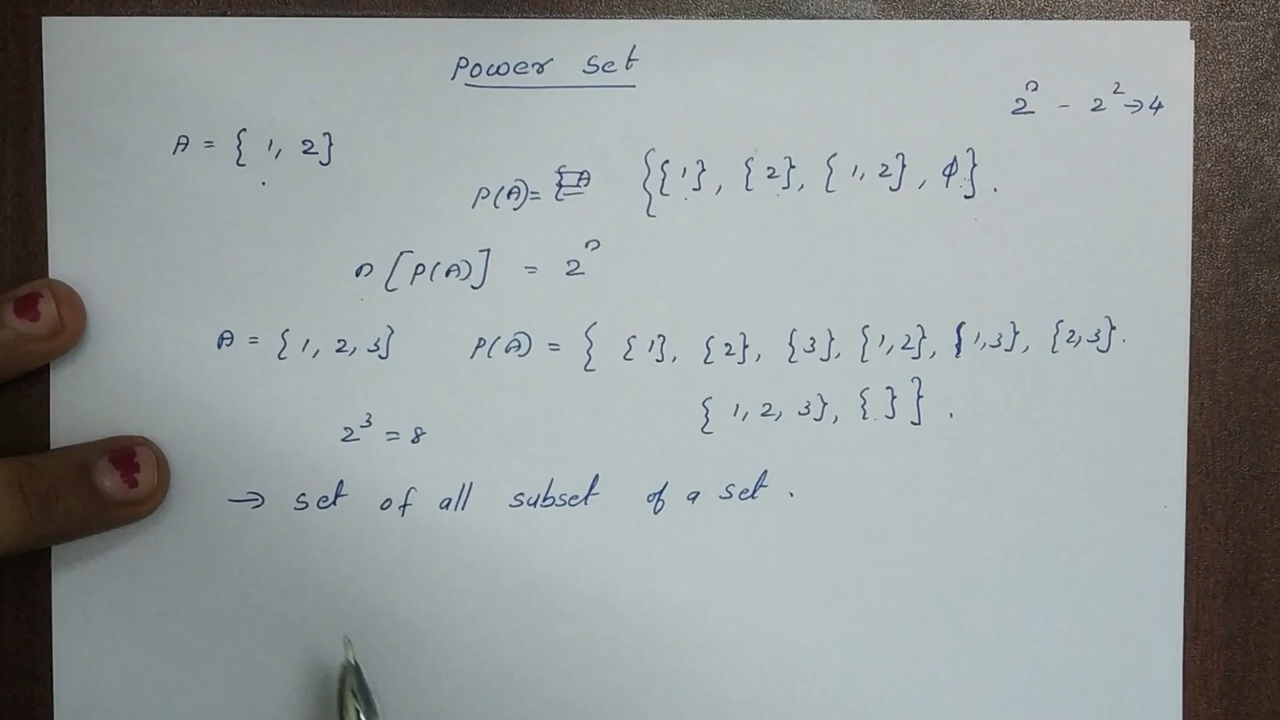 Power Set
2ⁿ - 2² → 4
A = { 1, 2}
P(A) = {{1}, {2}, {1, 2}, ϕ}.
n [P(A)] = 2ⁿ
A = {1, 2, 3} P(A) = { {1}, {2}, {3}, {1,2}, {1,3}, {2,3}.
{ 1, 2, 3}, { } } .
2³ = 8
→ set of all subset of a set .